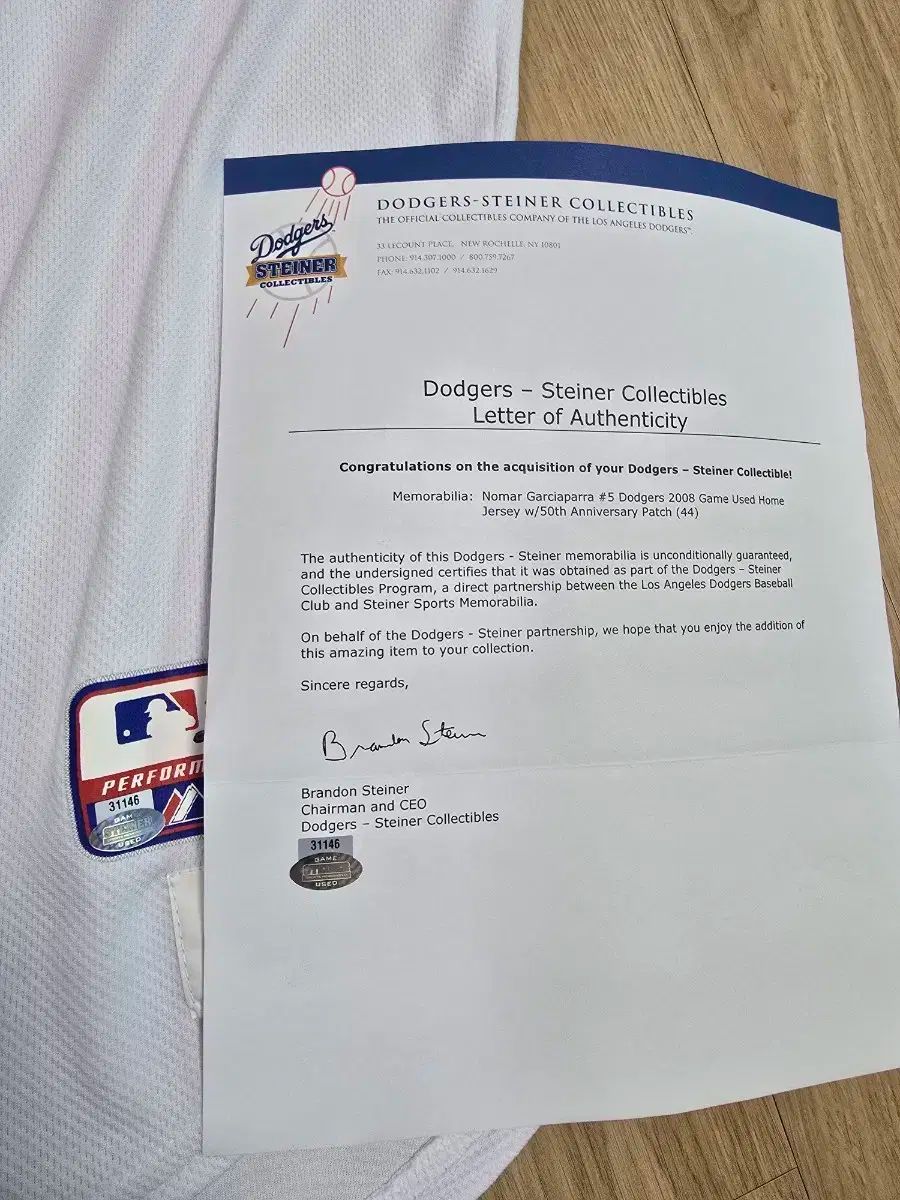 DODGERS-STEINER COLLECTIBLES
THE OFFICIAL COLLECTIBLES COMPANY OF THE LOS ANGELES DODGERS™
33 LECOUNT PLACE, NEW ROCHELLE, NY 10801
PHONE: 914.307.1000 / 800.759.7267
FAX: 914.632.1102 / 914.632.1629
Dodgers
STEINER
COLLECTIBLES
Dodgers – Steiner Collectibles
Letter of Authenticity
Congratulations on the acquisition of your Dodgers – Steiner Collectible!
Memorabilia: Nomar Garciaparra #5 Dodgers 2008 Game Used Home
Jersey w/50th Anniversary Patch (44)
The authenticity of this Dodgers - Steiner memorabilia is unconditionally guaranteed,
and the undersigned certifies that it was obtained as part of the Dodgers – Steiner
Collectibles Program, a direct partnership between the Los Angeles Dodgers Baseball
Club and Steiner Sports Memorabilia.
On behalf of the Dodgers - Steiner partnership, we hope that you enjoy the addition of
this amazing item to your collection.
Sincere regards,
Brandon Steiner
Brandon Steiner
Chairman and CEO
Dodgers – Steiner Collectibles
31146
GAME
USED
PERFORM
31146
GAM
STEINER
USED